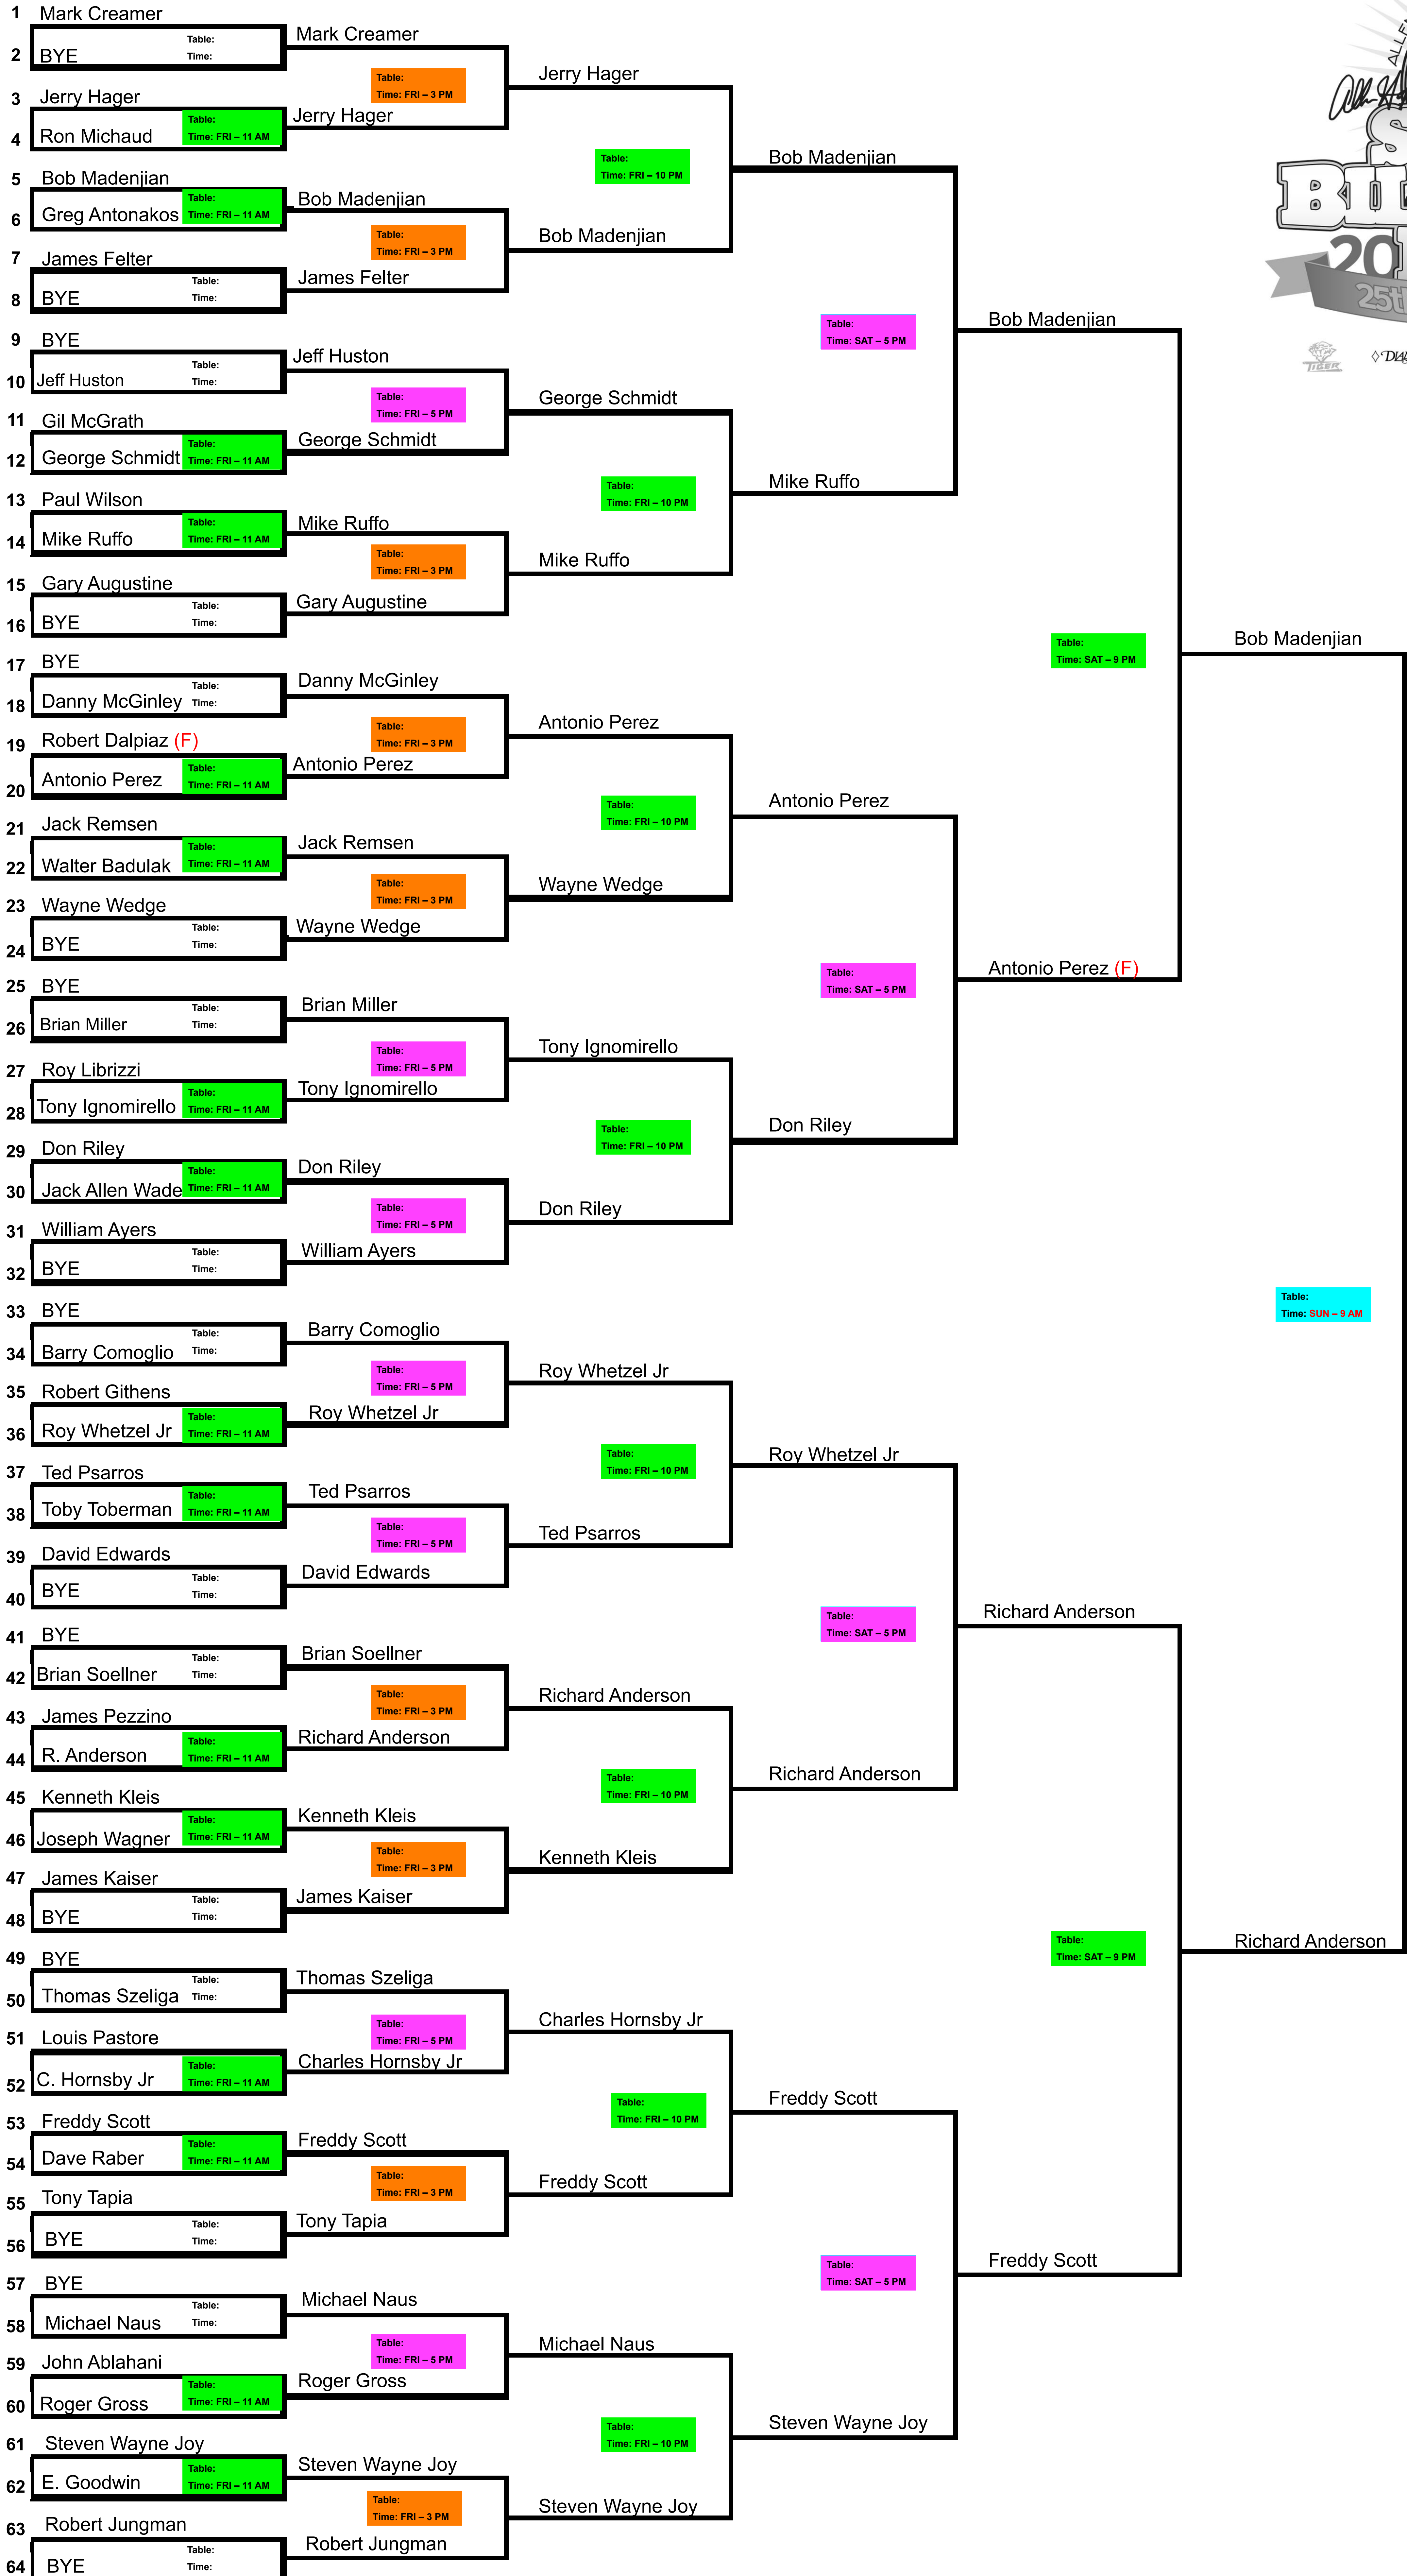 1 Mark Creamer
Table:
2 BYE Time:
Mark Creamer
Table:
Time: FRI – 3 PM
3 Jerry Hager
Table:
4 Ron Michaud Time: FRI – 11 AM
Jerry Hager
Jerry Hager
Table:
Time: FRI – 10 PM
5 Bob Madenjian
Table:
6 Greg Antonakos Time: FRI – 11 AM
Bob Madenjian
Table:
Time: FRI – 3 PM
7 James Felter
Table:
8 BYE Time:
James Felter
Bob Madenjian
Bob Madenjian
Table:
Time: SAT – 5 PM
9 BYE
Table:
10 Jeff Huston Time:
Jeff Huston
Table:
Time: FRI – 5 PM
11 Gil McGrath
Table:
12 George Schmidt Time: FRI – 11 AM
George Schmidt
George Schmidt
Table:
Time: FRI – 10 PM
13 Paul Wilson
Table:
14 Mike Ruffo Time: FRI – 11 AM
Mike Ruffo
Table:
Time: FRI – 3 PM
15 Gary Augustine
Table:
16 BYE Time:
Gary Augustine
Mike Ruffo
Mike Ruffo
Bob Madenjian
Table:
Time: SAT – 9 PM
17 BYE
Table:
18 Danny McGinley Time:
Danny McGinley
Table:
Time: FRI – 3 PM
19 Robert Dalpiaz (F)
Table:
20 Antonio Perez Time: FRI – 11 AM
Antonio Perez
Antonio Perez
Table:
Time: FRI – 10 PM
21 Jack Remsen
Table:
22 Walter Badulak Time: FRI – 11 AM
Jack Remsen
Table:
Time: FRI – 3 PM
23 Wayne Wedge
Table:
24 BYE Time:
Wayne Wedge
Wayne Wedge
Antonio Perez
Table:
Time: SAT – 5 PM
25 BYE
Table:
26 Brian Miller Time:
Brian Miller
Table:
Time: FRI – 5 PM
27 Roy Librizzi
Table:
28 Tony Ignomirello Time: FRI – 11 AM
Tony Ignomirello
Tony Ignomirello
Table:
Time: FRI – 10 PM
29 Don Riley
Table:
30 Jack Allen Wade Time: FRI – 11 AM
Don Riley
Table:
Time: FRI – 5 PM
31 William Ayers
Table:
32 BYE Time:
William Ayers
Don Riley
Don Riley
Antonio Perez (F)
Bob Madenjian
Table:
Time: SUN – 9 AM
33 BYE
Table:
34 Barry Comoglio Time:
Barry Comoglio
Table:
Time: FRI – 5 PM
35 Robert Githens
Table:
36 Roy Whetzel Jr Time: FRI – 11 AM
Roy Whetzel Jr
Roy Whetzel Jr
Table:
Time: FRI – 10 PM
37 Ted Psarros
Table:
38 Toby Toberman Time: FRI – 11 AM
Ted Psarros
Table:
Time: FRI – 5 PM
39 David Edwards
Table:
40 BYE Time:
David Edwards
Ted Psarros
Roy Whetzel Jr
Table:
Time: SAT – 5 PM
41 BYE
Table:
42 Brian Soellner Time:
Brian Soellner
Table:
Time: FRI – 3 PM
43 James Pezzino
Table:
44 R. Anderson Time: FRI – 11 AM
Richard Anderson
Richard Anderson
Table:
Time: FRI – 10 PM
45 Kenneth Kleis
Table:
46 Joseph Wagner Time: FRI – 11 AM
Kenneth Kleis
Table:
Time: FRI – 3 PM
47 James Kaiser
Table:
48 BYE Time:
James Kaiser
Kenneth Kleis
Richard Anderson
Richard Anderson
Table:
Time: SAT – 9 PM
49 BYE
Table:
50 Thomas Szeliga Time:
Thomas Szeliga
Table:
Time: FRI – 5 PM
51 Louis Pastore
Table:
52 C. Hornsby Jr Time: FRI – 11 AM
Charles Hornsby Jr
Charles Hornsby Jr
Table:
Time: FRI – 10 PM
53 Freddy Scott
Table:
54 Dave Raber Time: FRI – 11 AM
Freddy Scott
Table:
Time: FRI – 3 PM
55 Tony Tapia
Table:
56 BYE Time:
Tony Tapia
Freddy Scott
Freddy Scott
Table:
Time: SAT – 5 PM
57 BYE
Table:
58 Michael Naus Time:
Michael Naus
Table:
Time: FRI – 5 PM
59 John Ablahani
Table:
60 Roger Gross Time: FRI – 11 AM
Roger Gross
Michael Naus
Table:
Time: FRI – 10 PM
61 Steven Wayne Joy
Table:
62 E. Goodwin Time: FRI – 11 AM
Steven Wayne Joy
Table:
Time: FRI – 3 PM
63 Robert Jungman
Table:
64 BYE Time:
Robert Jungman
Steven Wayne Joy
Steven Wayne Joy
Freddy Scott
Richard Anderson
20
25th
TIGER